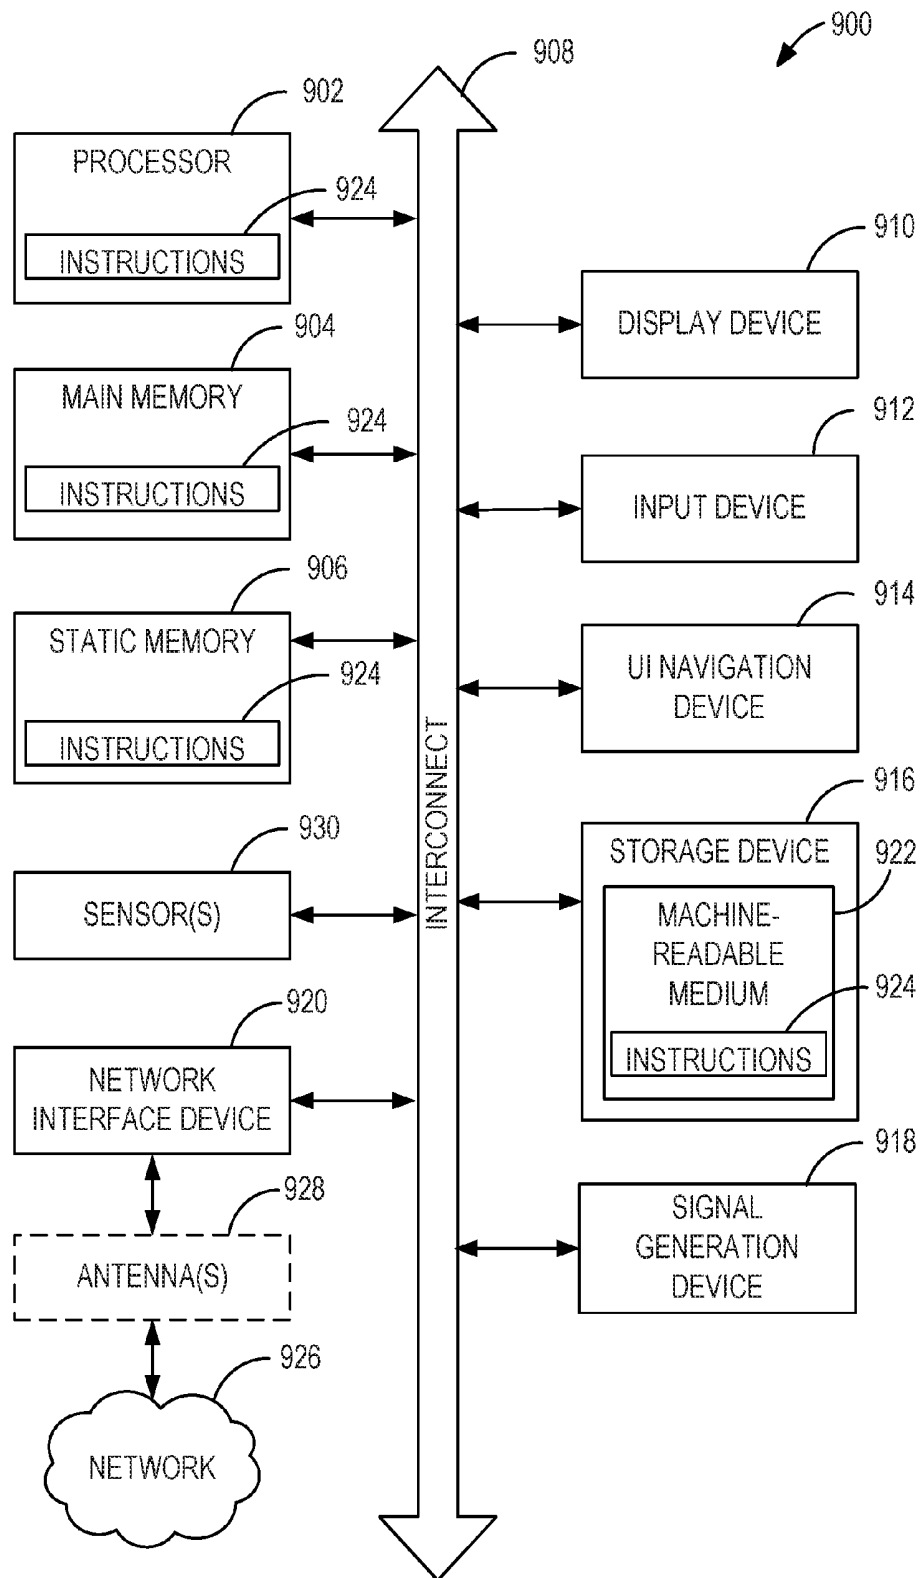 900
908
902
PROCESSOR
924
INSTRUCTIONS
904
MAIN MEMORY
924
INSTRUCTIONS
906
STATIC MEMORY
924
INSTRUCTIONS
930
SENSOR(S)
920
NETWORK
INTERFACE DEVICE
928
ANTENNA(S)
926
NETWORK
INTERCONNECT
910
DISPLAY DEVICE
912
INPUT DEVICE
914
UI NAVIGATION
DEVICE
916
STORAGE DEVICE
922
MACHINE-
READABLE
MEDIUM
924
INSTRUCTIONS
918
SIGNAL
GENERATION
DEVICE